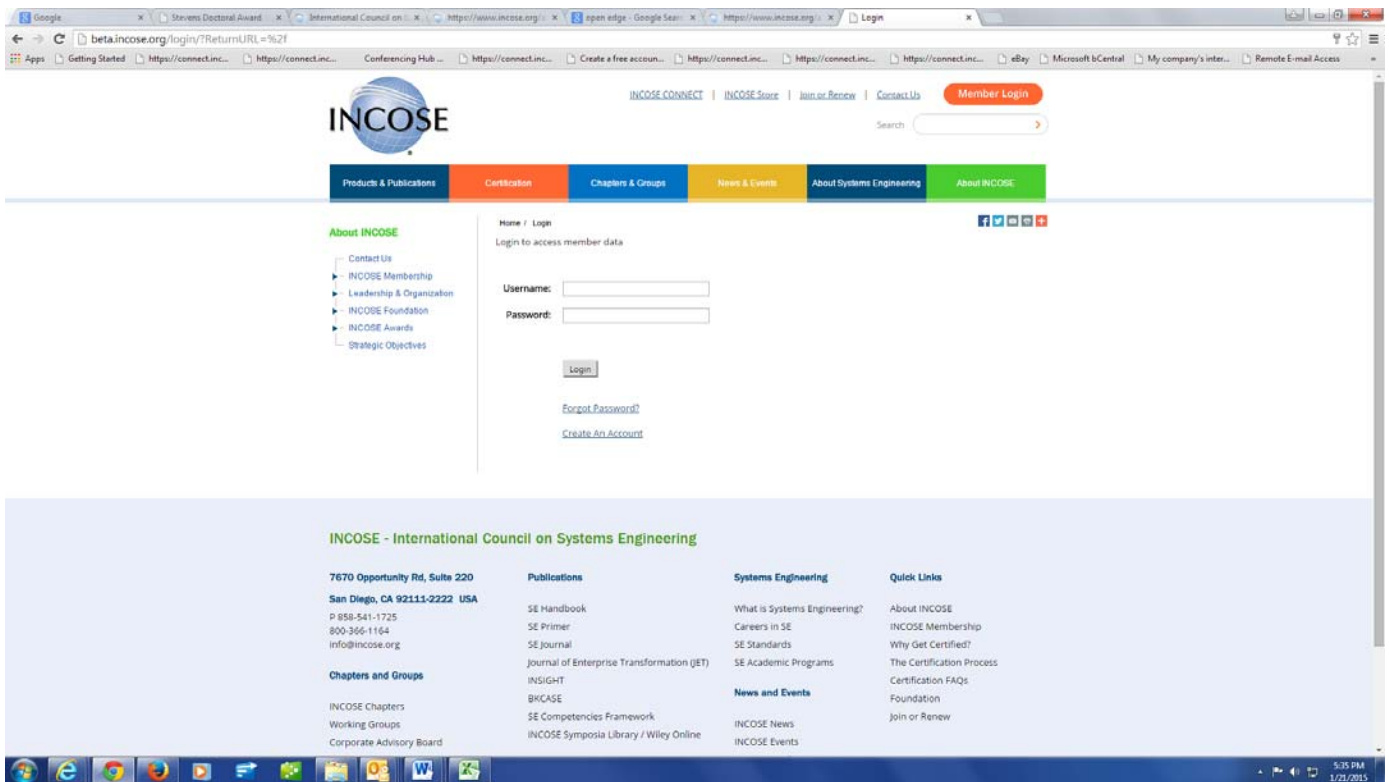 Google
Stevens Doctoral Award
International Council on
https://www.incose.org/
open edge - Google Sear
https://www.incose.org/
Login
beta.incose.org/login/?ReturnURL=%2f
Apps Getting Started https://connect.inc... https://connect.inc... Conferencing Hub ... https://connect.inc... Create a free accoun... https://connect.inc... https://connect.inc... https://connect.inc... eBay Microsoft bCentral My company's inter... Remote E-mail Access
INCOSE
INCOSE CONNECT | INCOSE Store | Join or Renew | Contact Us Member Login
Search
Products & Publications Certification Chapters & Groups News & Events About Systems Engineering About INCOSE
About INCOSE
Contact Us
INCOSE Membership
Leadership & Organization
INCOSE Foundation
INCOSE Awards
Strategic Objectives
Home / Login
Login to access member data
Username:
Password:
Login
Forgot Password?
Create An Account
INCOSE - International Council on Systems Engineering
7670 Opportunity Rd, Suite 220
San Diego, CA 92111-2222 USA
P 858-541-1725
800-366-1164
info@incose.org
Chapters and Groups
INCOSE Chapters
Working Groups
Corporate Advisory Board
Publications
SE Handbook
SE Primer
SE Journal
Journal of Enterprise Transformation (JET)
INSIGHT
BKCASE
SE Competencies Framework
INCOSE Symposia Library / Wiley Online
Systems Engineering
What is Systems Engineering?
Careers in SE
SE Standards
SE Academic Programs
News and Events
INCOSE News
INCOSE Events
Quick Links
About INCOSE
INCOSE Membership
Why Get Certified?
The Certification Process
Certification FAQs
Foundation
Join or Renew
5:35 PM
1/21/2015